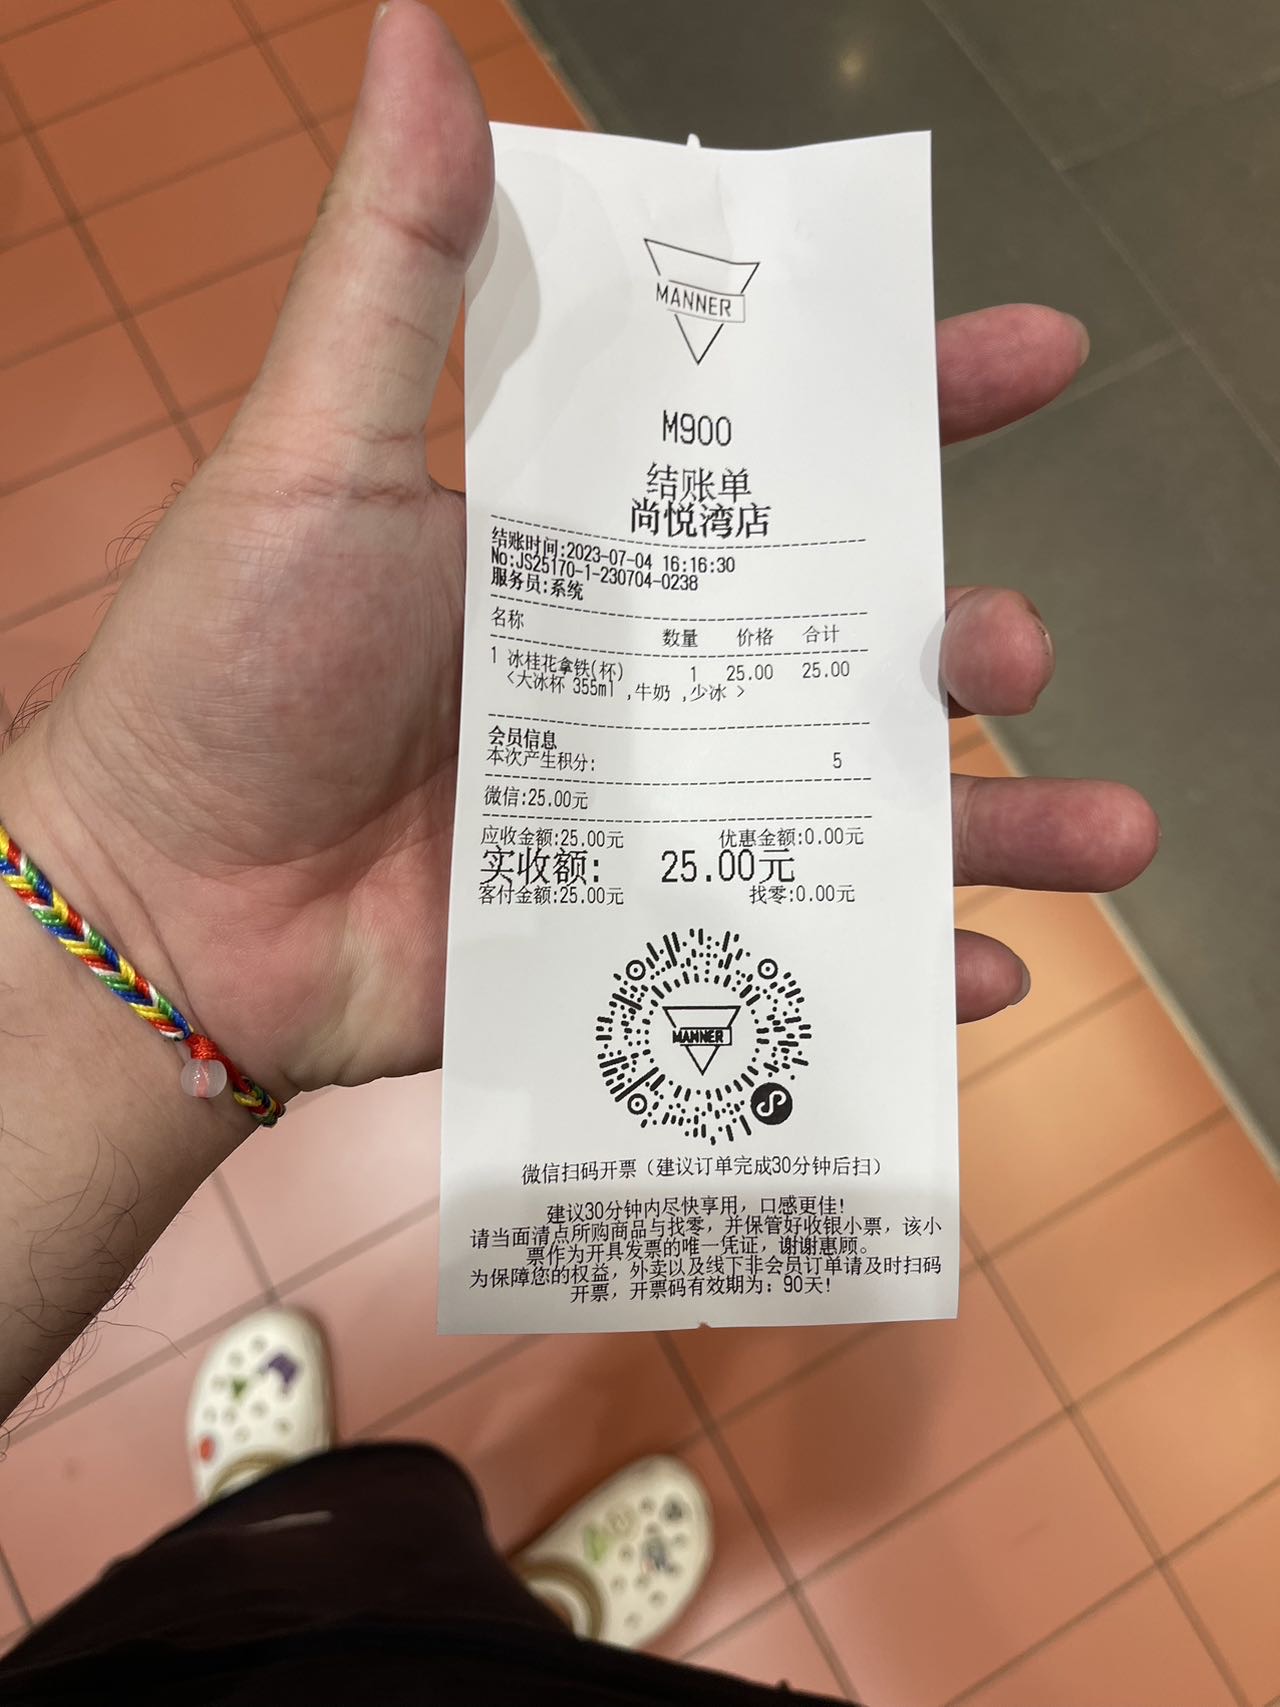 MANNER
M900
结账单
尚悦湾店
结账时间:2023-07-04 16:16:30
No:JS25170-1-230704-0238
服务员:系统
名称 数量 价格 合计
1 冰桂花拿铁(杯) 1 25.00 25.00
<大冰杯 355ml ,牛奶 ,少冰 >
会员信息
本次产生积分: 5
微信:25.00元
应收金额:25.00元 优惠金额:0.00元
实收额: 25.00元
客付金额:25.00元 找零:0.00元
MANNER
微信扫码开票（建议订单完成30分钟后扫）
建议30分钟内尽快享用，口感更佳!
请当面清点所购商品与找零，并保管好收银小票，该小
票作为开具发票的唯一凭证，谢谢惠顾。
为保障您的权益，外卖以及线下非会员订单请及时扫码
开票，开票码有效期为：90天!